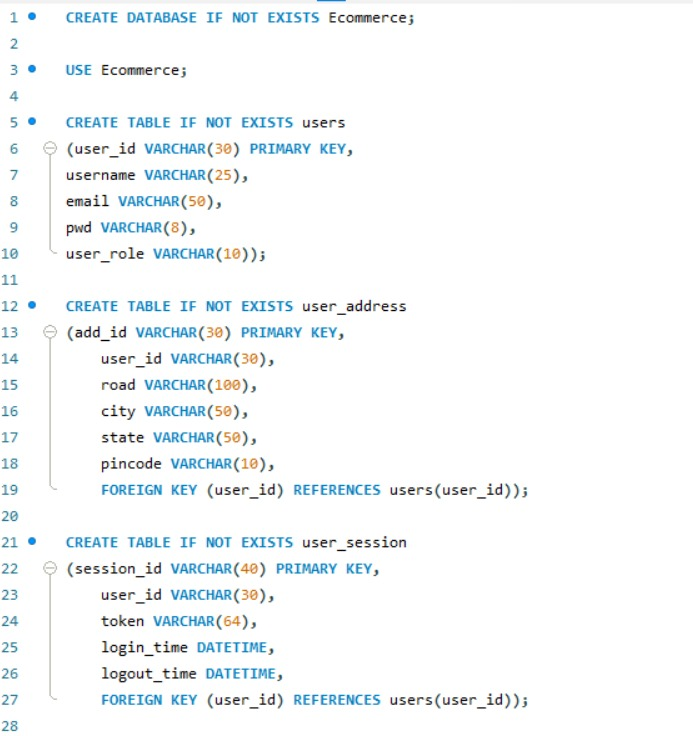 1 CREATE DATABASE IF NOT EXISTS Ecommerce;
2
3 USE Ecommerce;
4
5 CREATE TABLE IF NOT EXISTS users
6 (user_id VARCHAR(30) PRIMARY KEY,
7 username VARCHAR(25),
8 email VARCHAR(50),
9 pwd VARCHAR(8),
10 user_role VARCHAR(10));
11
12 CREATE TABLE IF NOT EXISTS user_address
13 (add_id VARCHAR(30) PRIMARY KEY,
14 user_id VARCHAR(30),
15 road VARCHAR(100),
16 city VARCHAR(50),
17 state VARCHAR(50),
18 pincode VARCHAR(10),
19 FOREIGN KEY (user_id) REFERENCES users(user_id));
20
21 CREATE TABLE IF NOT EXISTS user_session
22 (session_id VARCHAR(40) PRIMARY KEY,
23 user_id VARCHAR(30),
24 token VARCHAR(64),
25 login_time DATETIME,
26 logout_time DATETIME,
27 FOREIGN KEY (user_id) REFERENCES users(user_id));
28